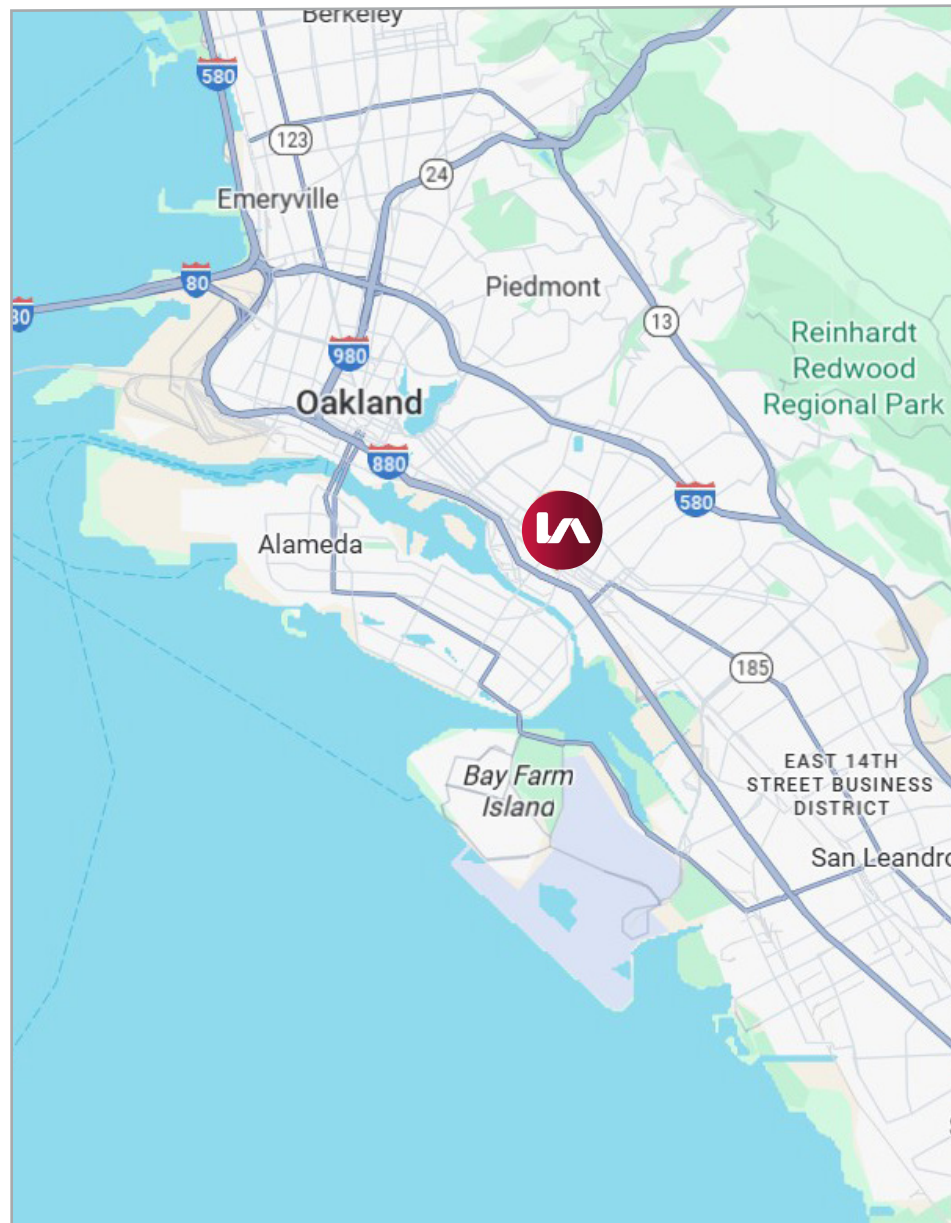 Berkeley
580
123
24
Emeryville
80
Piedmont
80
13
980
Reinhardt
Redwood
Regional Park
Oakland
880
580
Alameda
185
EAST 14TH
STREET BUSINESS
DISTRICT
Bay Farm
Island
San Leandro